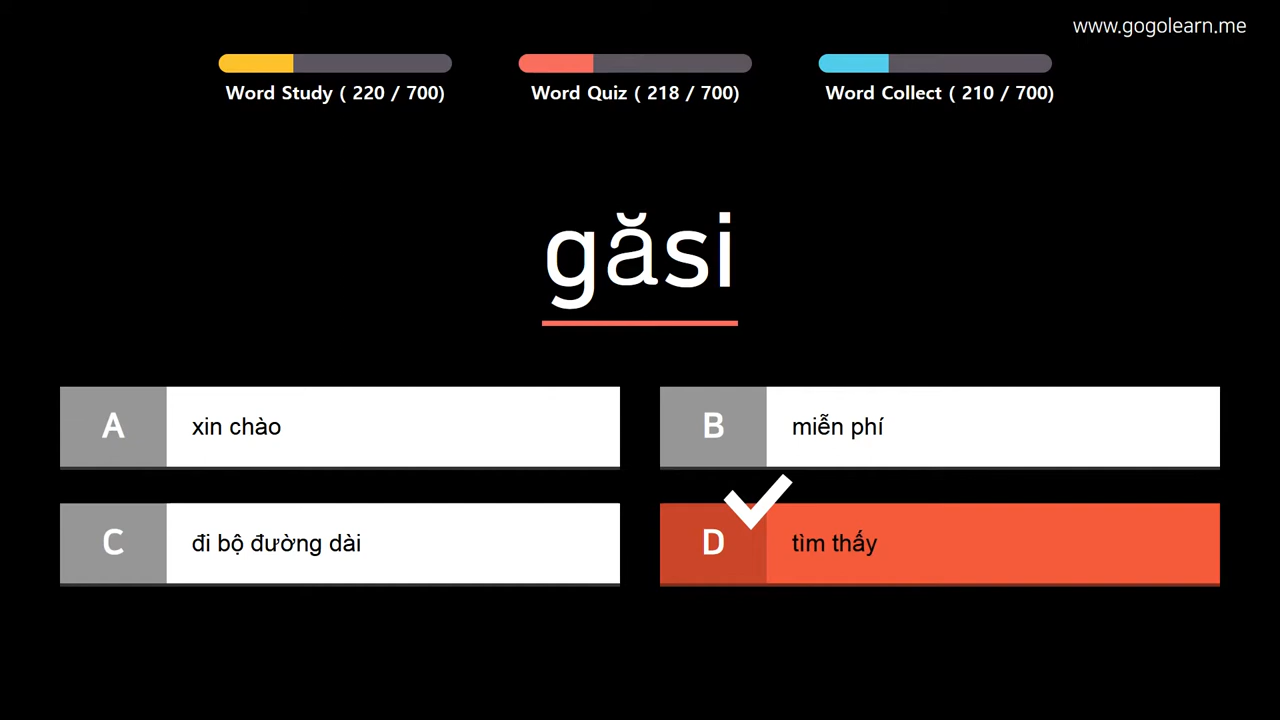 www.gogolearn.me
Word Study ( 220 / 700)
Word Quiz ( 218 / 700)
Word Collect ( 210 / 700)
găsi
A
xin chào
B
miễn phí
C
đi bộ đường dài
D
tìm thấy